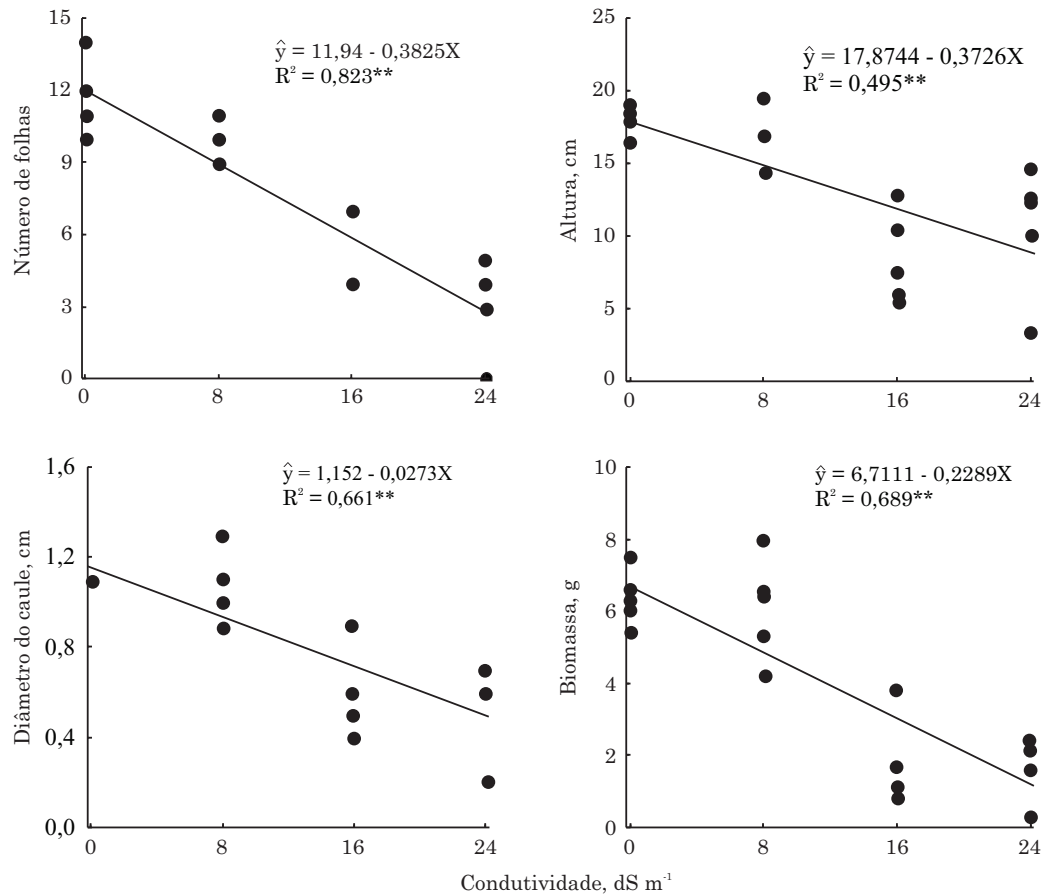 15
12
9
6
3
0
Número de folhas
ŷ = 11,94 - 0,3825X
R² = 0,823**
0 8 16 24
25
20
15
10
5
0
Altura, cm
ŷ = 17,8744 - 0,3726X
R² = 0,495**
0 8 16 24
1,6
1,2
0,8
0,4
0,0
Diâmetro do caule, cm
ŷ = 1,152 - 0,0273X
R² = 0,661**
0 8 16 24
10
8
6
4
2
0
Biomassa, g
ŷ = 6,7111 - 0,2289X
R² = 0,689**
0 8 16 24
Condutividade, dS m⁻¹